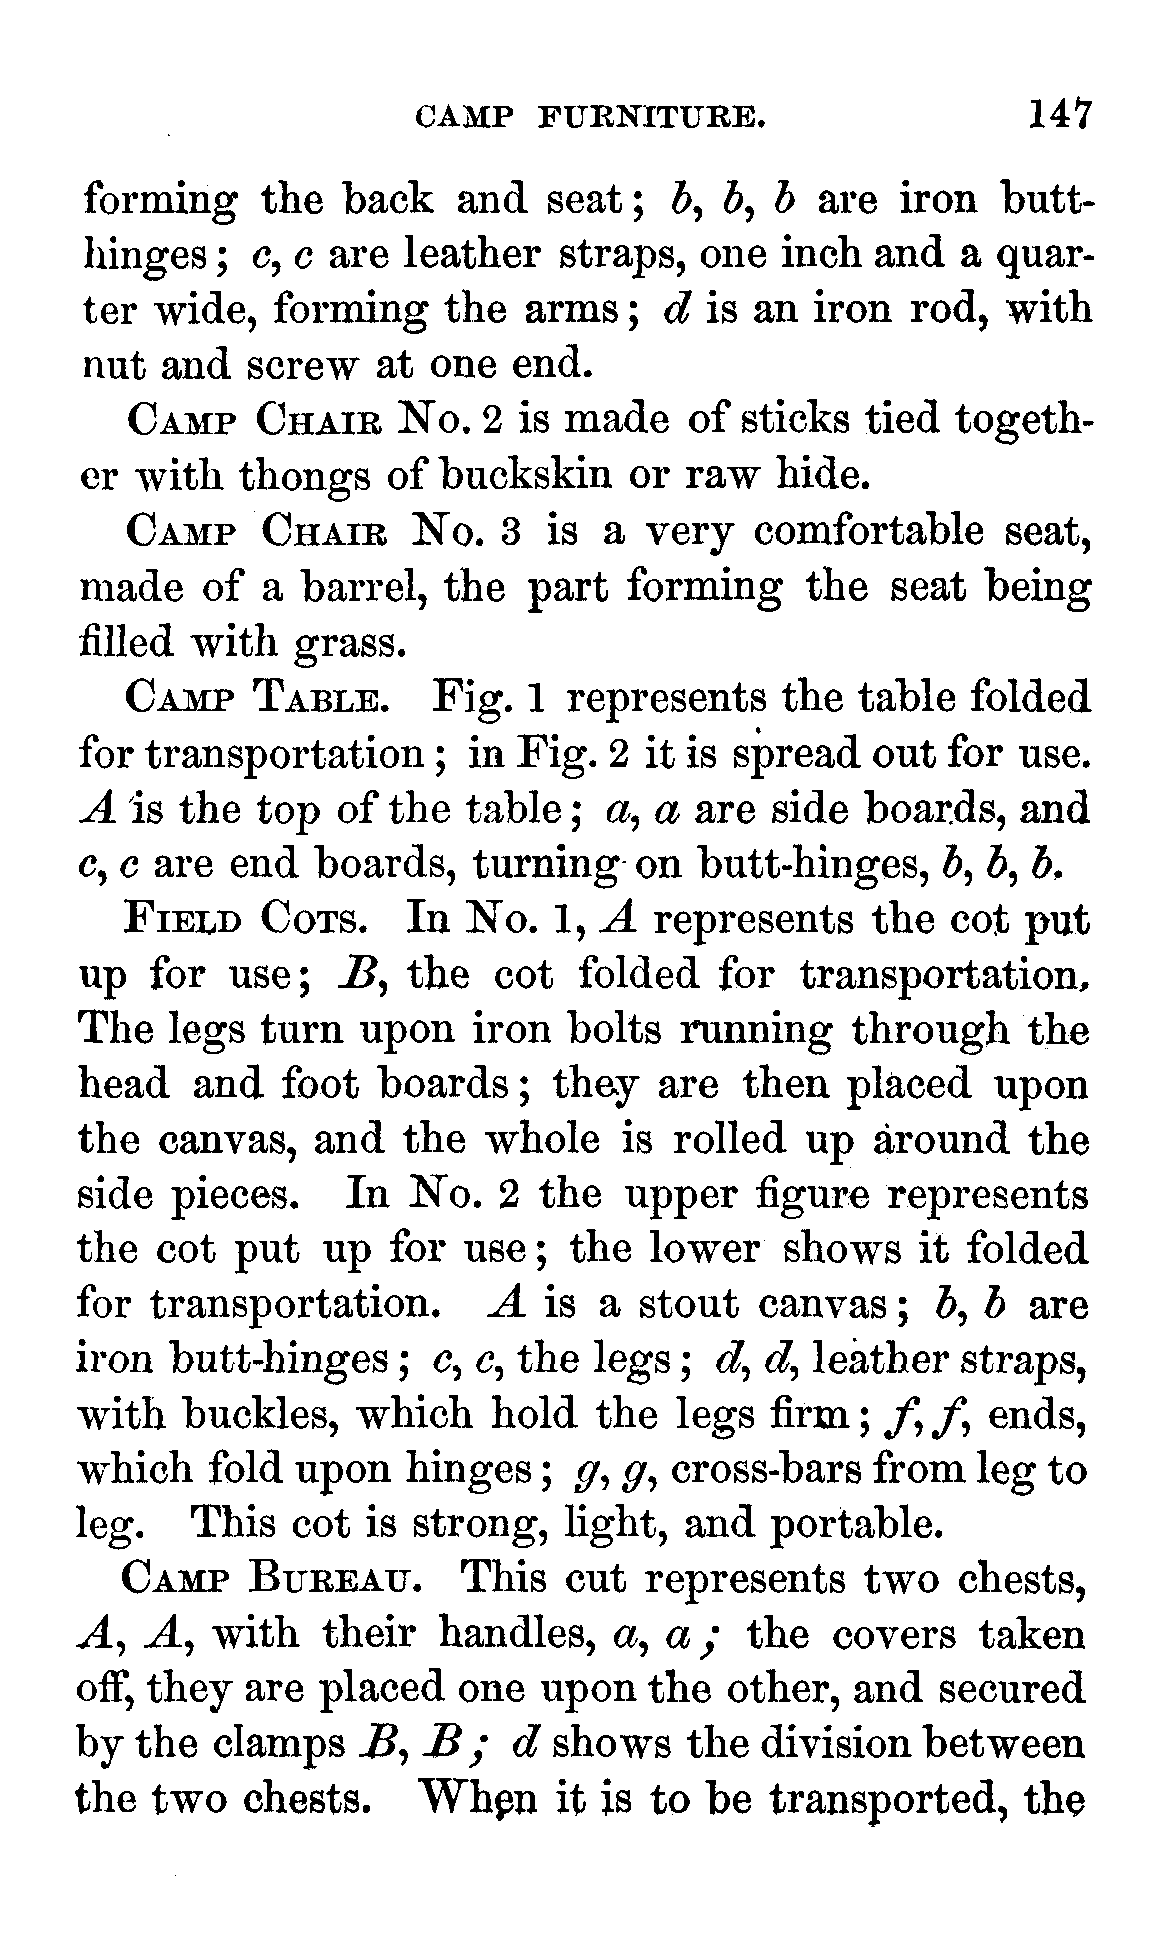 CAMP FURNITURE. 147
forming the back and seat; b, b, b are iron butt-
hinges; c, c are leather straps, one inch and a quar-
ter wide, forming the arms; d is an iron rod, with
nut and screw at one end.
CAMP CHAIR No. 2 is made of sticks tied togeth-
er with thongs of buckskin or raw hide.
CAMP CHAIR No. 3 is a very comfortable seat,
made of a barrel, the part forming the seat being
filled with grass.
CAMP TABLE. Fig. 1 represents the table folded
for transportation; in Fig. 2 it is spread out for use.
A is the top of the table; a, a are side boards, and
c, c are end boards, turning on butt-hinges, b, b, b.
FIELD COTS. In No. 1, A represents the cot put
up for use; B, the cot folded for transportation.
The legs turn upon iron bolts running through the
head and foot boards; they are then placed upon
the canvas, and the whole is rolled up around the
side pieces. In No. 2 the upper figure represents
the cot put up for use; the lower shows it folded
for transportation. A is a stout canvas; b, b are
iron butt-hinges; c, c, the legs; d, d, leather straps,
with buckles, which hold the legs firm; f, f, ends,
which fold upon hinges; g, g, cross-bars from leg to
leg. This cot is strong, light, and portable.
CAMP BUREAU. This cut represents two chests,
A, A, with their handles, a, a; the covers taken
off, they are placed one upon the other, and secured
by the clamps B, B; d shows the division between
the two chests. When it is to be transported, the